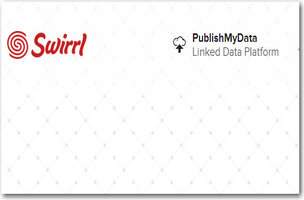 Swirrl
PublishMyData
Linked Data Platform